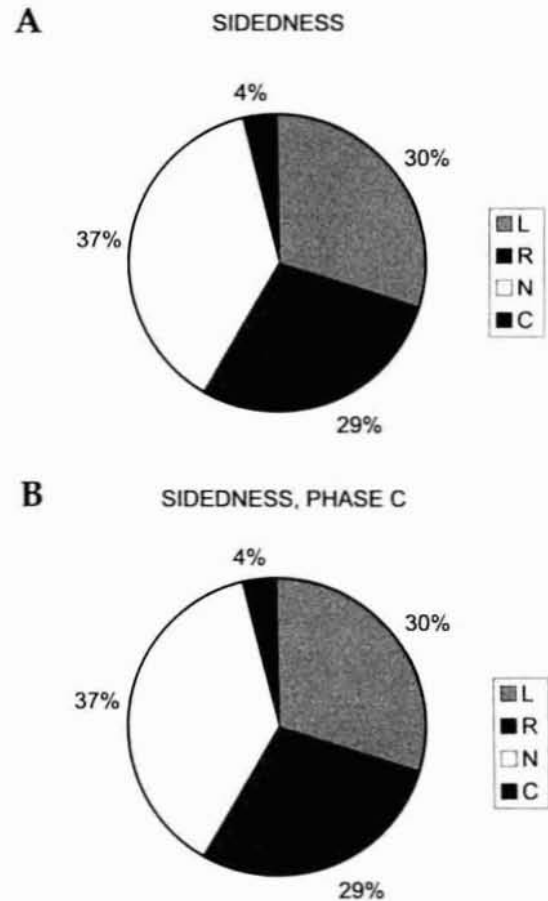 A
SIDEDNESS
4%
30%
37%
29%
L
R
N
C
B
SIDEDNESS, PHASE C
4%
30%
37%
29%
L
R
N
C